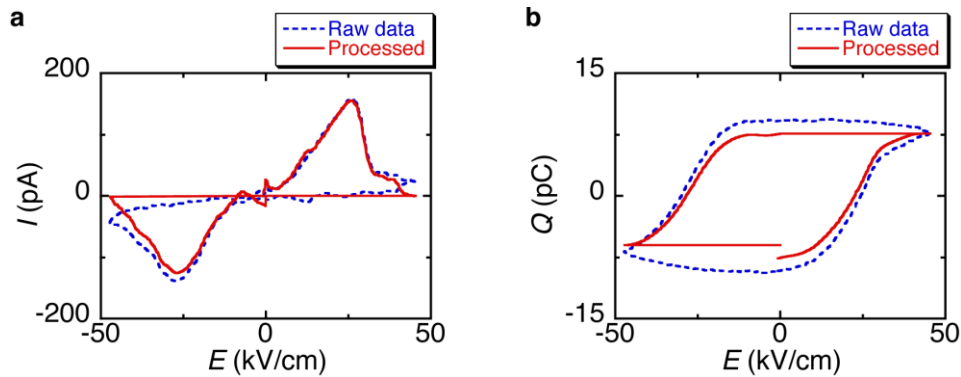 a
Raw data
Processed
200
0
-200
I (pA)
-50
0
50
E (kV/cm)
b
Raw data
Processed
15
0
-15
Q (pC)
-50
0
50
E (kV/cm)